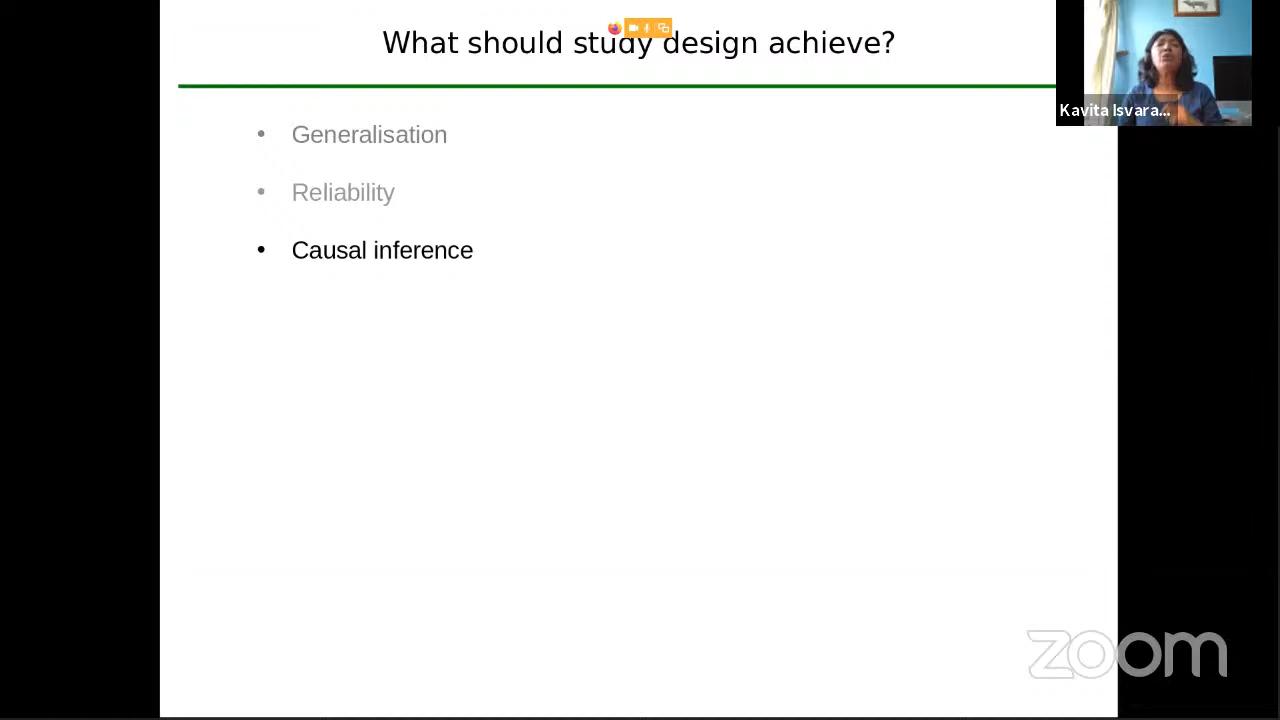 What should study design achieve?
Kavita Isvara...
• Generalisation
• Reliability
• Causal inference
zoom